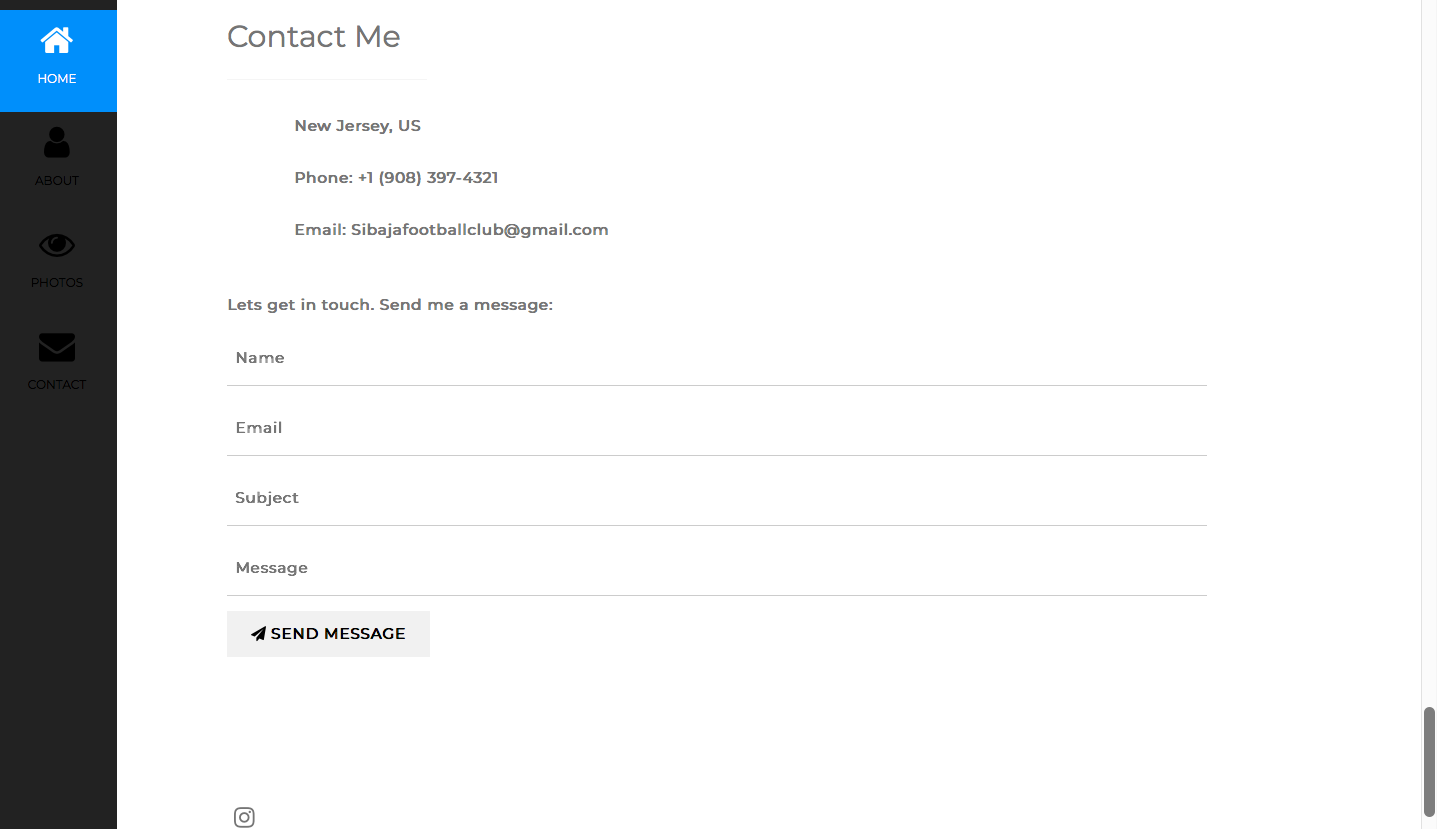 HOME
ABOUT
PHOTOS
CONTACT
Contact Me
New Jersey, US
Phone: +1 (908) 397-4321
Email: Sibajafootballclub@gmail.com
Lets get in touch. Send me a message:
Name
Email
Subject
Message
SEND MESSAGE